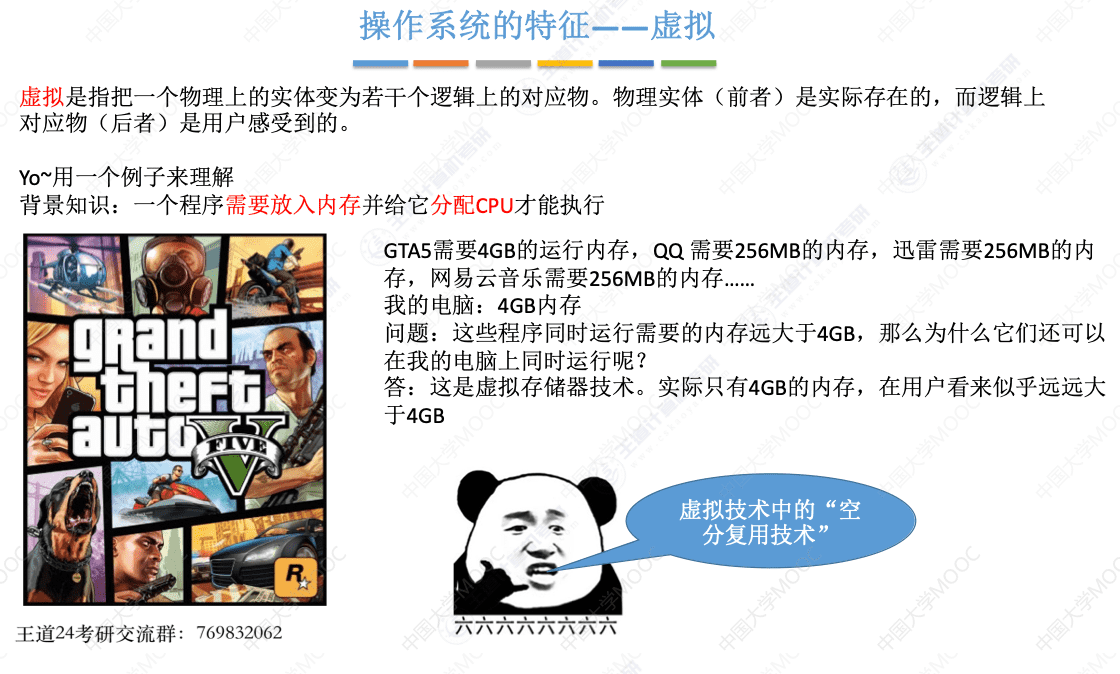 操作系统的特征——虚拟
虚拟是指把一个物理上的实体变为若干个逻辑上的对应物。物理实体（前者）是实际存在的，而逻辑上
对应物（后者）是用户感受到的。
Yo~用一个例子来理解
背景知识：一个程序需要放入内存并给它分配CPU才能执行
GTA5需要4GB的运行内存，QQ 需要256MB的内存，迅雷需要256MB的内
存，网易云音乐需要256MB的内存……
我的电脑：4GB内存
问题：这些程序同时运行需要的内存远大于4GB，那么为什么它们还可以
在我的电脑上同时运行呢？
答：这是虚拟存储器技术。实际只有4GB的内存，在用户看来似乎远远大
于4GB
grand
theft
auto
V
FIVE
R
虚拟技术中的“空
分复用技术”
六六六六六六六六
王道24考研交流群：769832062
中国大学MOOC